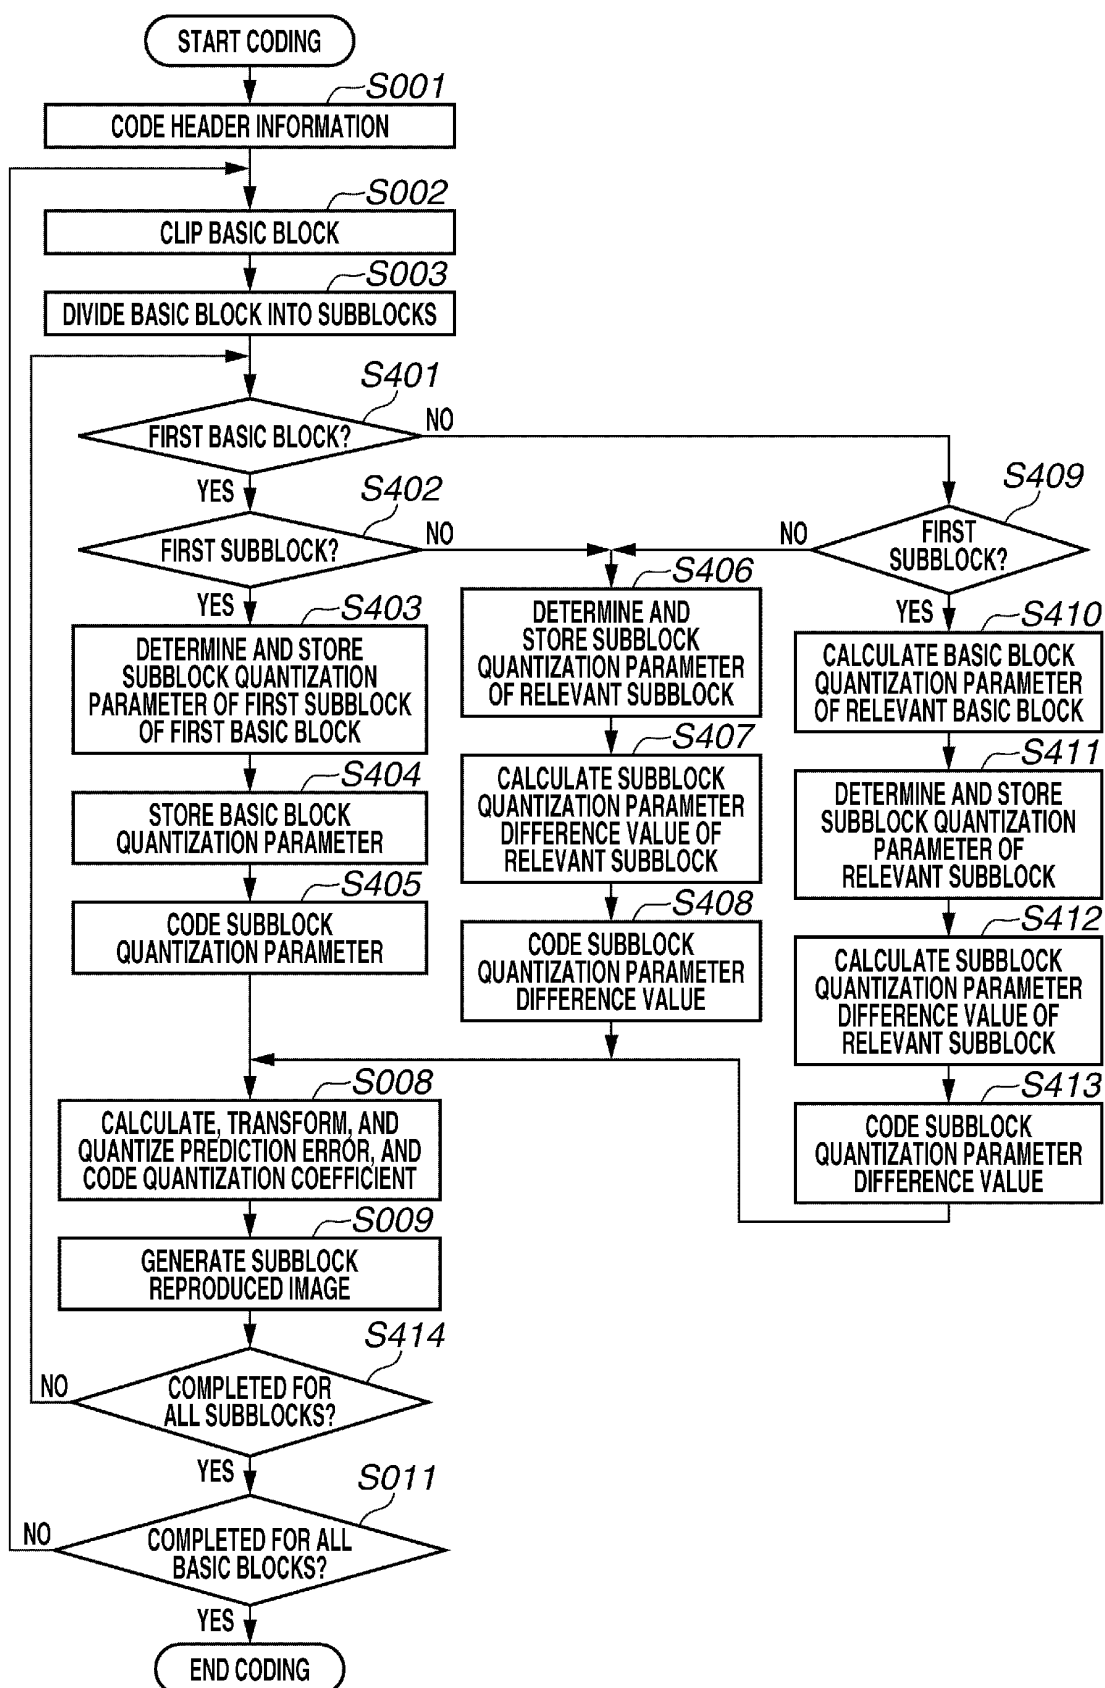 START CODING
S001
CODE HEADER INFORMATION
S002
CLIP BASIC BLOCK
S003
DIVIDE BASIC BLOCK INTO SUBBLOCKS
S401
FIRST BASIC BLOCK?
NO
YES
S402
FIRST SUBBLOCK?
NO
YES
S403
DETERMINE AND STORE
SUBBLOCK QUANTIZATION
PARAMETER OF FIRST SUBBLOCK
OF FIRST BASIC BLOCK
S404
STORE BASIC BLOCK
QUANTIZATION PARAMETER
S405
CODE SUBBLOCK
QUANTIZATION PARAMETER
S406
DETERMINE AND
STORE SUBBLOCK
QUANTIZATION PARAMETER
OF RELEVANT SUBBLOCK
S407
CALCULATE SUBBLOCK
QUANTIZATION PARAMETER
DIFFERENCE VALUE OF
RELEVANT SUBBLOCK
S408
CODE SUBBLOCK
QUANTIZATION PARAMETER
DIFFERENCE VALUE
S409
FIRST
SUBBLOCK?
NO
YES
S410
CALCULATE BASIC BLOCK
QUANTIZATION PARAMETER
OF RELEVANT BASIC BLOCK
S411
DETERMINE AND STORE
SUBBLOCK QUANTIZATION
PARAMETER OF
RELEVANT SUBBLOCK
S412
CALCULATE SUBBLOCK
QUANTIZATION PARAMETER
DIFFERENCE VALUE OF
RELEVANT SUBBLOCK
S413
CODE SUBBLOCK
QUANTIZATION PARAMETER
DIFFERENCE VALUE
S008
CALCULATE, TRANSFORM, AND
QUANTIZE PREDICTION ERROR, AND
CODE QUANTIZATION COEFFICIENT
S009
GENERATE SUBBLOCK
REPRODUCED IMAGE
S414
COMPLETED FOR
ALL SUBBLOCKS?
NO
YES
S011
COMPLETED FOR ALL
BASIC BLOCKS?
NO
YES
END CODING